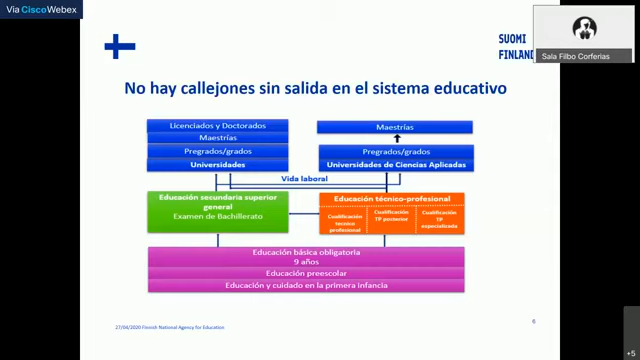 Via Cisco Webex
SUOMI
FINLAND
Sala Filbo Corferias
No hay callejones sin salida en el sistema educativo
Licenciados y Doctorados
Maestrías
Pregrados/grados
Universidades
Maestrías
Pregrados/grados
Universidades de Ciencias Aplicadas
Vida laboral
Educación secundaria superior
general
Examen de Bachillerato
Educación técnico-profesional
Cualificación
técnico
profesional
Cualificación
TP posterior
Cualificación
TP especializada
Educación básica obligatoria
9 años
Educación preescolar
Educación y cuidado en la primera infancia
27/04/2020 Finnish National Agency for Education
6
+5